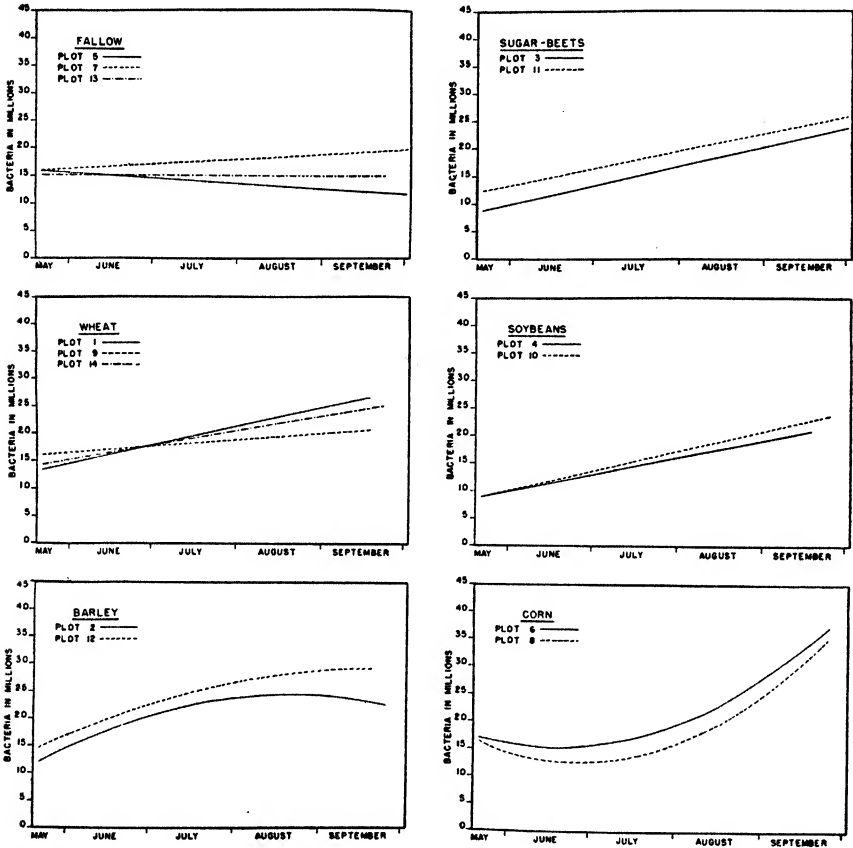 FALLOW
PLOT 5
PLOT 7
PLOT 13
BACTERIA IN MILLIONS
45
40
35
30
25
20
15
10
5
0
MAY JUNE JULY AUGUST SEPTEMBER
SUGAR-BEETS
PLOT 3
PLOT 11
BACTERIA IN MILLIONS
45
40
35
30
25
20
15
10
5
0
MAY JUNE JULY AUGUST SEPTEMBER
WHEAT
PLOT 1
PLOT 9
PLOT 14
BACTERIA IN MILLIONS
45
40
35
30
25
20
15
10
5
0
MAY JUNE JULY AUGUST SEPTEMBER
SOYBEANS
PLOT 4
PLOT 10
BACTERIA IN MILLIONS
45
40
35
30
25
20
15
10
5
0
MAY JUNE JULY AUGUST SEPTEMBER
BARLEY
PLOT 2
PLOT 12
BACTERIA IN MILLIONS
45
40
35
30
25
20
15
10
5
0
MAY JUNE JULY AUGUST SEPTEMBER
CORN
PLOT 6
PLOT 8
BACTERIA IN MILLIONS
45
40
35
30
25
20
15
10
5
0
MAY JUNE JULY AUGUST SEPTEMBER